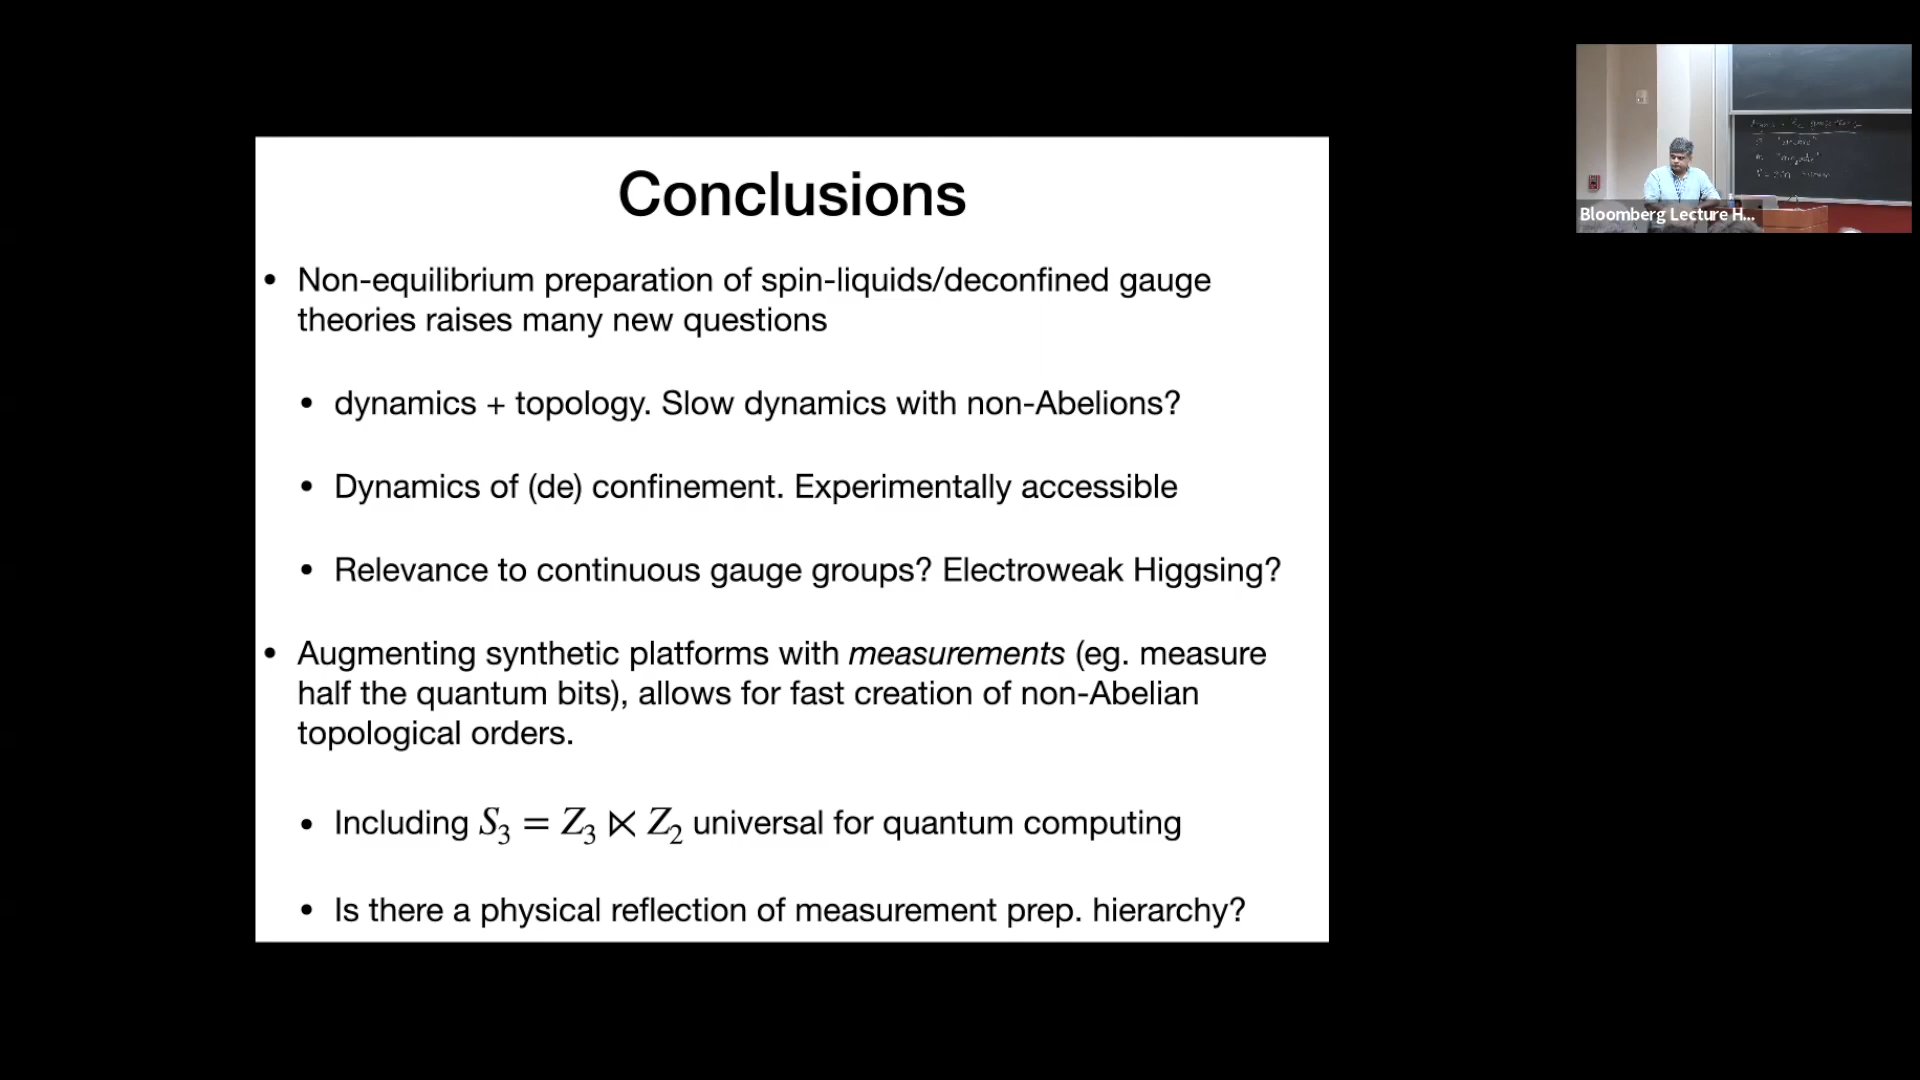 Conclusions
• Non-equilibrium preparation of spin-liquids/deconfined gauge
theories raises many new questions
• dynamics + topology. Slow dynamics with non-Abelions?
• Dynamics of (de) confinement. Experimentally accessible
• Relevance to continuous gauge groups? Electroweak Higgsing?
• Augmenting synthetic platforms with measurements (eg. measure
half the quantum bits), allows for fast creation of non-Abelian
topological orders.
• Including S₃ = Z₃ ⋉ Z₂ universal for quantum computing
• Is there a physical reflection of measurement prep. hierarchy?
Bloomberg Lecture H...